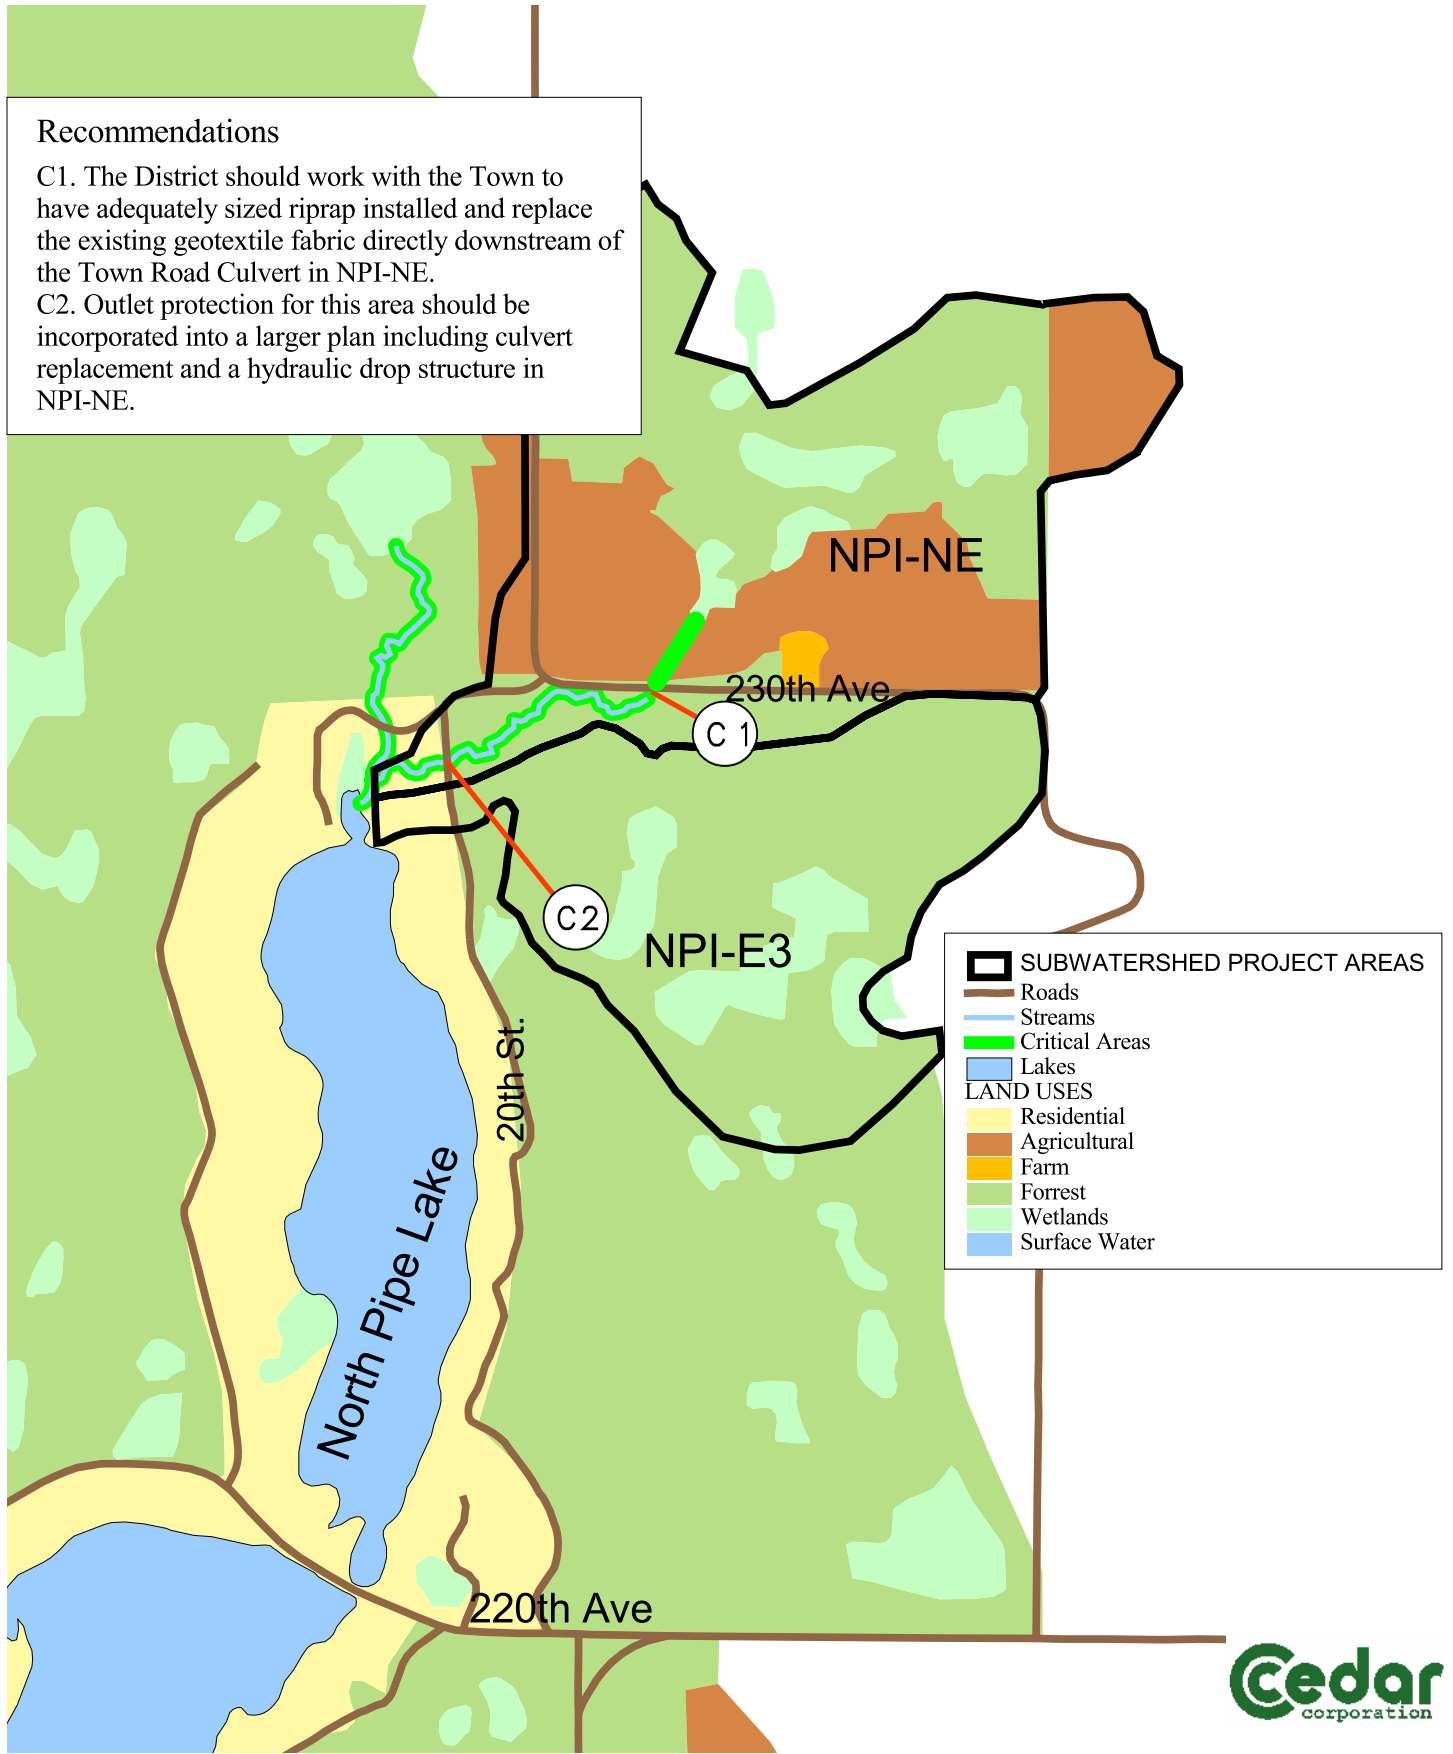 Recommendations
C1. The District should work with the Town to
have adequately sized riprap installed and replace
the existing geotextile fabric directly downstream of
the Town Road Culvert in NPI-NE.
C2. Outlet protection for this area should be
incorporated into a larger plan including culvert
replacement and a hydraulic drop structure in
NPI-NE.
NPI-NE
230th Ave
C 1
C2
NPI-E3
20th St.
North Pipe Lake
220th Ave
SUBWATERSHED PROJECT AREAS
Roads
Streams
Critical Areas
Lakes
LAND USES
Residential
Agricultural
Farm
Forrest
Wetlands
Surface Water
Cedar
corporation